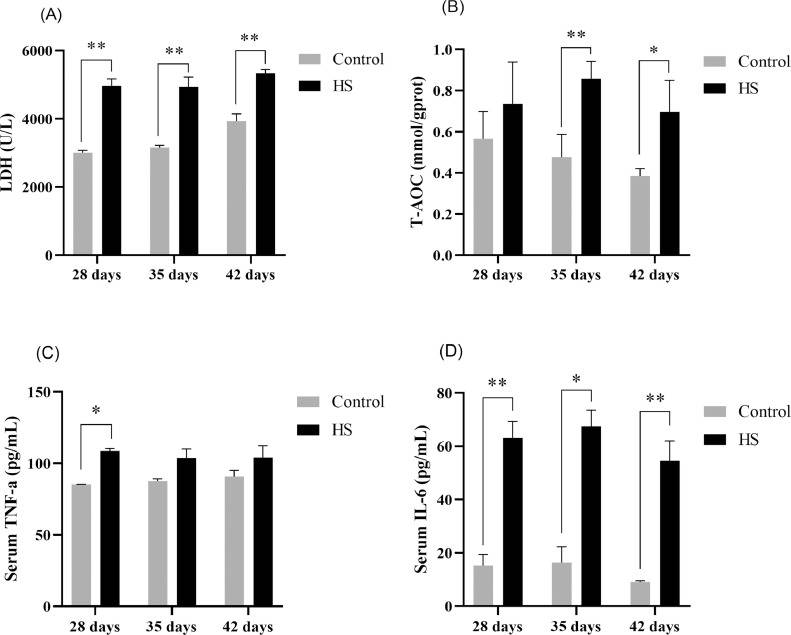 (A)
LDH (U/L)
6000
4000
2000
0
**
**
**
28 days
35 days
42 days
Control
HS
(B)
T-AOC (mmol/gprot)
1.0
0.8
0.6
0.4
0.2
0.0
**
*
28 days
35 days
42 days
Control
HS
(C)
Serum TNF-a (pg/mL)
150
100
50
0
*
28 days
35 days
42 days
Control
HS
(D)
Serum IL-6 (pg/mL)
80
60
40
20
0
**
*
**
28 days
35 days
42 days
Control
HS